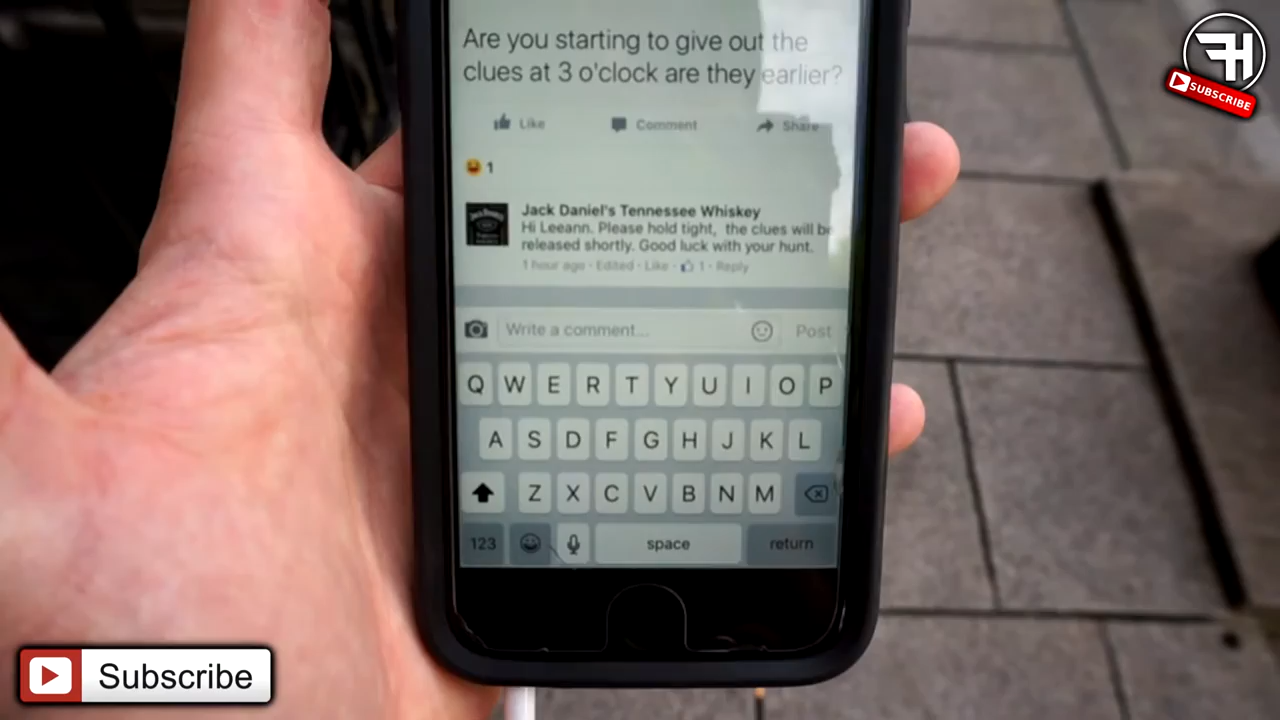 Are you starting to give out the
clues at 3 o'clock are they earlier?
Like Comment Share
1
Jack Daniel's Tennessee Whiskey
Hi Leeann. Please hold tight, the clues will be
released shortly. Good luck with your hunt.
1 hour ago · Edited · Like · 1 · Reply
Write a comment... Post
Q W E R T Y U I O P
A S D F G H J K L
Z X C V B N M
123 space return
FH
SUBSCRIBE
Subscribe